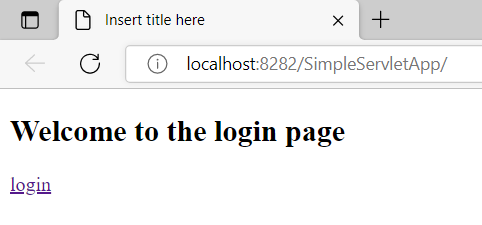 Insert title here
localhost:8282/SimpleServletApp/
Welcome to the login page
login